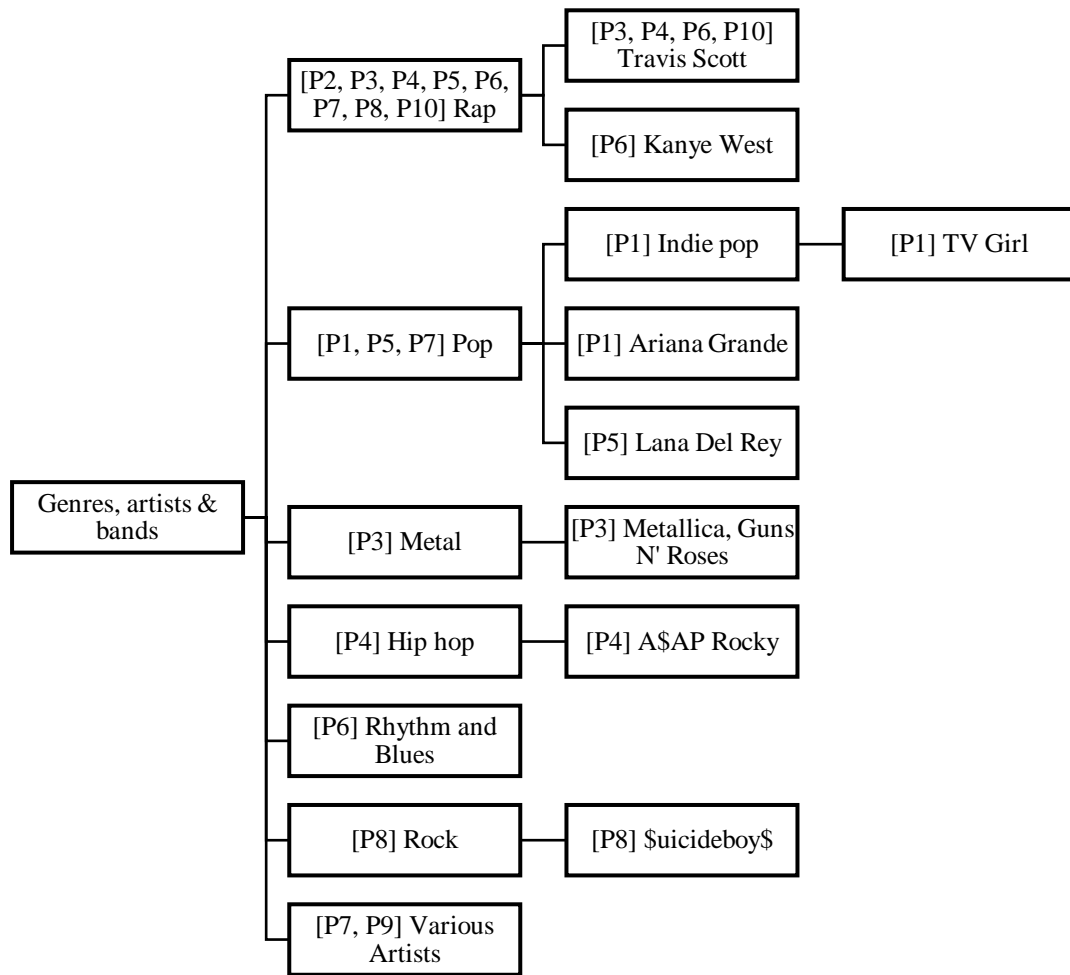 [P3, P4, P6, P10]
Travis Scott
[P2, P3, P4, P5, P6,
P7, P8, P10] Rap
[P6] Kanye West
[P1] Indie pop
[P1] TV Girl
[P1, P5, P7] Pop
[P1] Ariana Grande
[P5] Lana Del Rey
Genres, artists &
bands
[P3] Metal
[P3] Metallica, Guns
N' Roses
[P4] Hip hop
[P4] A$AP Rocky
[P6] Rhythm and
Blues
[P8] Rock
[P8] $uicideboy$
[P7, P9] Various
Artists